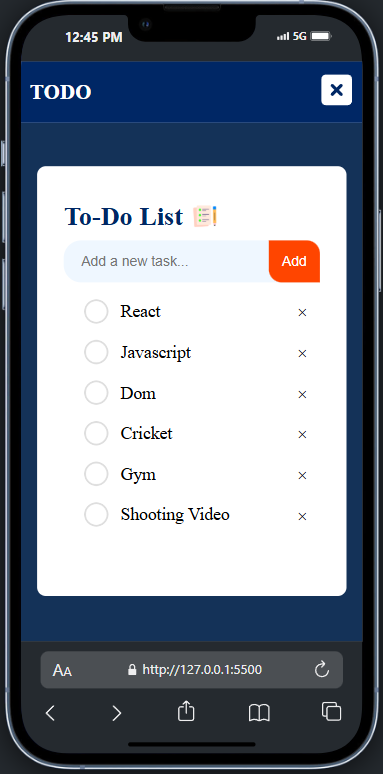 12:45 PM 5G
TODO
To-Do List
Add a new task... Add
React ×
Javascript ×
Dom ×
Cricket ×
Gym ×
Shooting Video ×
AA http://127.0.0.1:5500